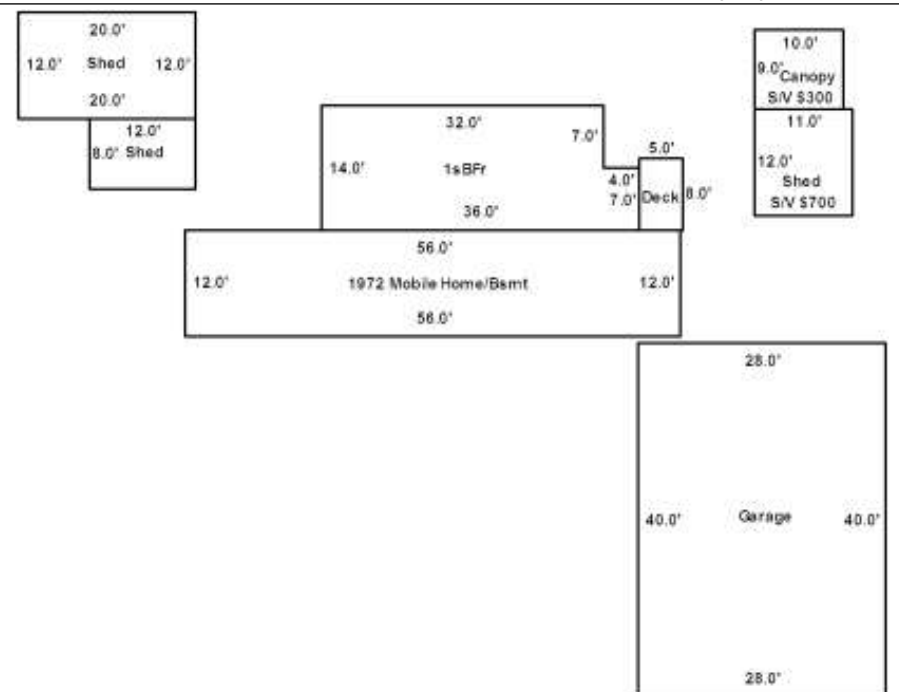 20.0'
12.0' Shed 12.0'
20.0'
12.0'
8.0' Shed
32.0'
7.0'
14.0' 1sBFr
4.0'
36.0'
5.0'
7.0' Deck 8.0'
10.0'
9.0' Canopy
S/V $300
11.0'
12.0'
Shed
S/V $700
56.0'
12.0' 1972 Mobile Home/Bsmt 12.0'
56.0'
28.0'
40.0' Garage 40.0'
28.0'